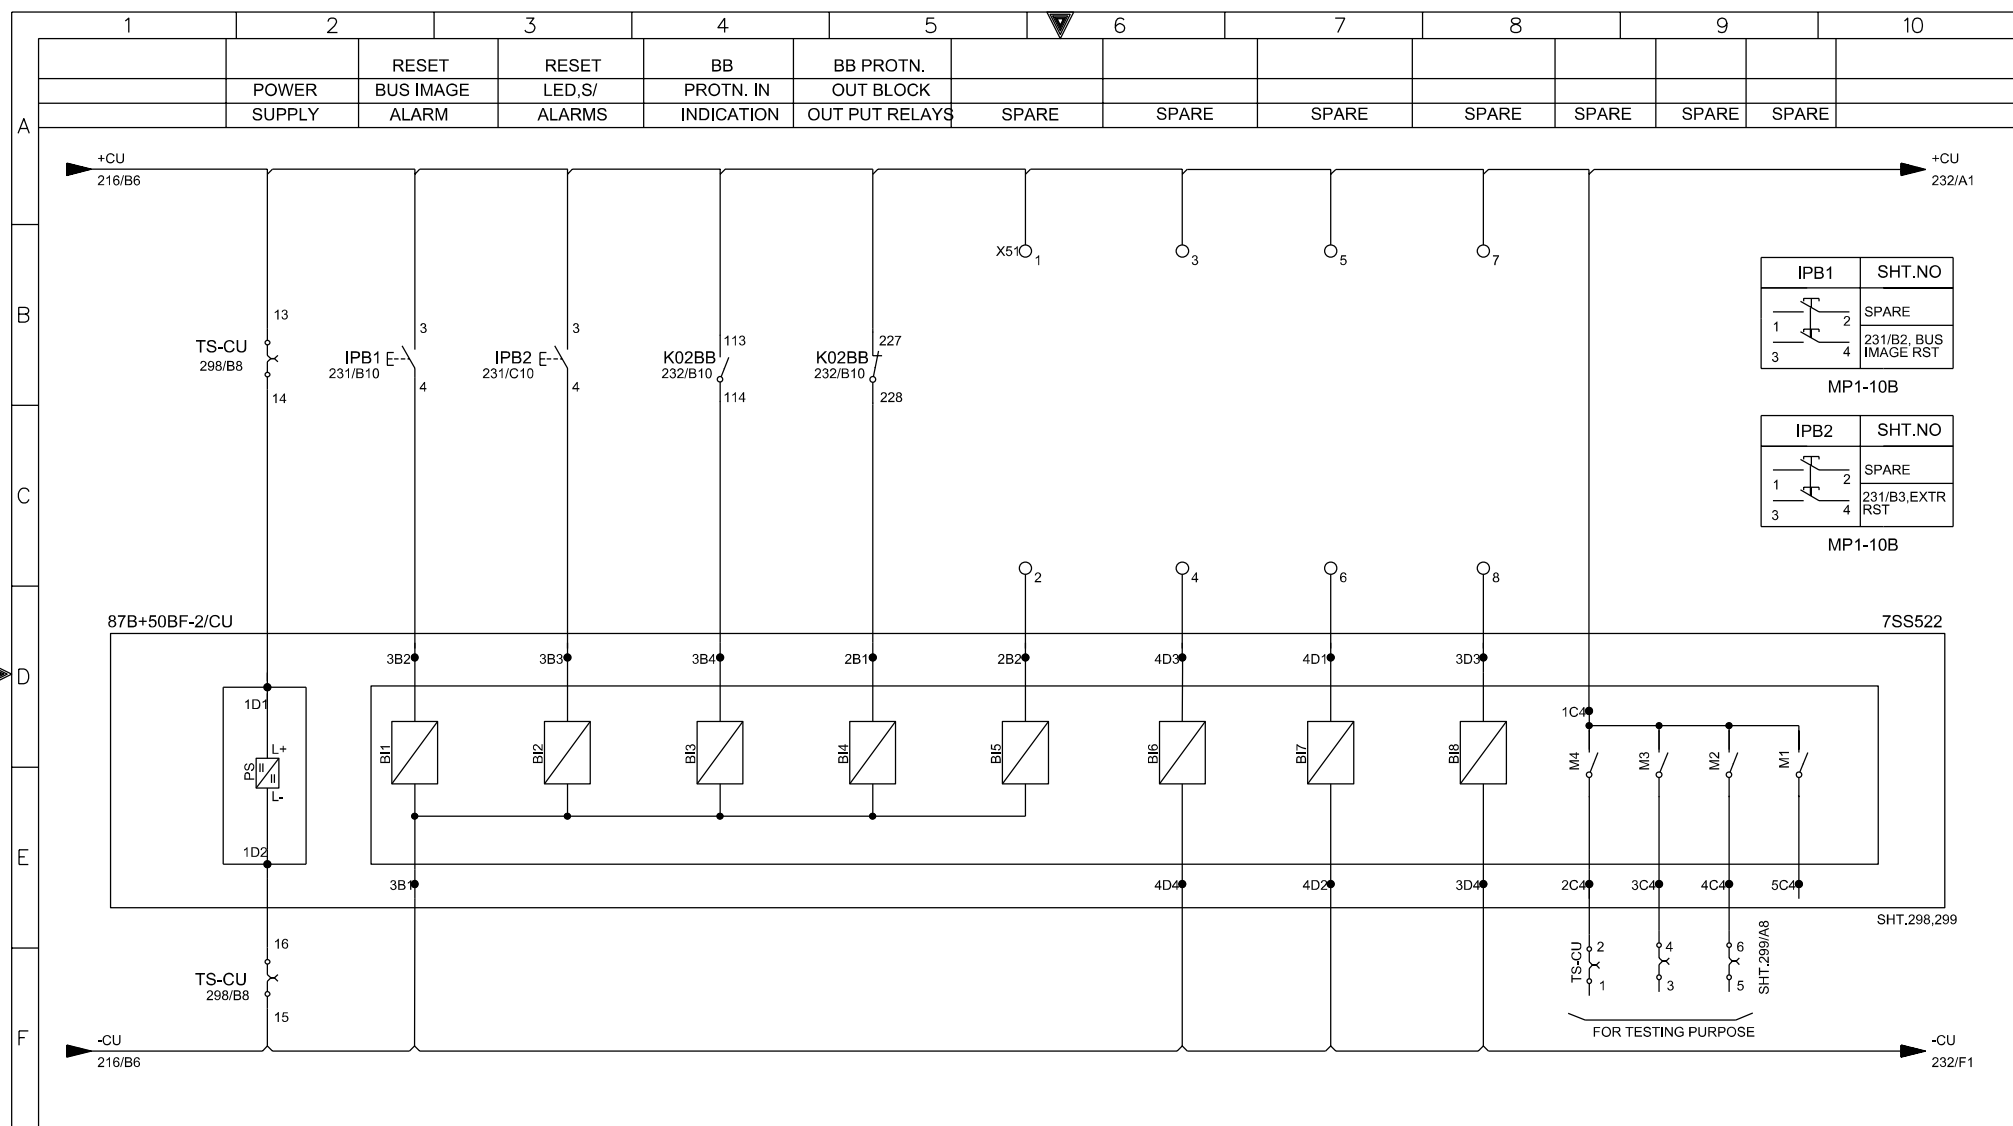 1 2 3 4 5 6 7 8 9 10
RESET RESET BB BB PROTN.
POWER BUS IMAGE LED,S/ PROTN. IN OUT BLOCK
SUPPLY ALARM ALARMS INDICATION OUT PUT RELAYS SPARE SPARE SPARE SPARE SPARE SPARE SPARE
A
+CU
216/B6
+CU
232/A1
X51 1 3 5 7
B
13
TS-CU
298/B8
14
3
IPB1
231/B10
4
3
IPB2
231/C10
4
113
K02BB
232/B10
114
227
K02BB
232/B10
228
IPB1 SHT.NO
1 2 SPARE
3 4 231/B2, BUS
IMAGE RST
MP1-10B
IPB2 SHT.NO
1 2 SPARE
3 4 231/B3,EXTR
RST
MP1-10B
C
2 4 6 8
87B+50BF-2/CU 7SS522
D
3B2 3B3 3B4 2B1 2B2 4D3 4D1 3D3
1D1
1C4
L+
PS
L-
BI1 BI2 BI3 BI4 BI5 BI6 BI7 BI8 M4 M3 M2 M1
E
1D2
3B1 4D4 4D2 3D4 2C4 3C4 4C4 5C4
SHT.298,299
16
TS-CU
298/B8
15
TS-CU 2 4 6
1 3 5
SHT.299/A8
FOR TESTING PURPOSE
F
-CU
216/B6
-CU
232/F1